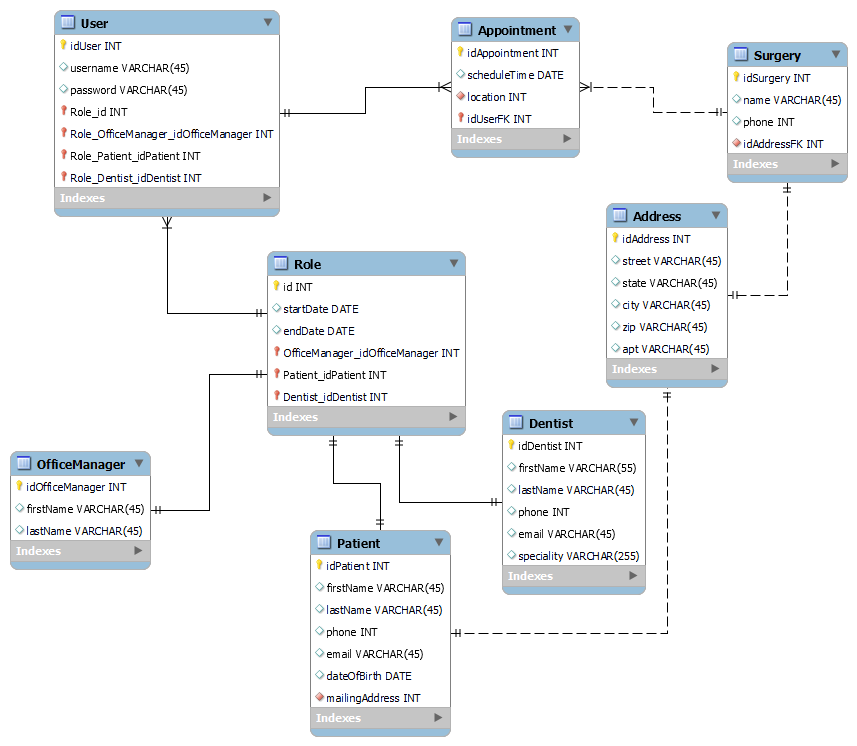 User
idUser INT
username VARCHAR(45)
password VARCHAR(45)
Role_id INT
Role_OfficeManager_idOfficeManager INT
Role_Patient_idPatient INT
Role_Dentist_idDentist INT
Indexes
Appointment
idAppointment INT
scheduleTime DATE
location INT
idUserFK INT
Indexes
Surgery
idSurgery INT
name VARCHAR(45)
phone INT
idAddressFK INT
Indexes
Address
idAddress INT
street VARCHAR(45)
state VARCHAR(45)
city VARCHAR(45)
zip VARCHAR(45)
apt VARCHAR(45)
Indexes
Role
id INT
startDate DATE
endDate DATE
OfficeManager_idOfficeManager INT
Patient_idPatient INT
Dentist_idDentist INT
Indexes
OfficeManager
idOfficeManager INT
firstName VARCHAR(45)
lastName VARCHAR(45)
Indexes
Dentist
idDentist INT
firstName VARCHAR(55)
lastName VARCHAR(45)
phone INT
email VARCHAR(45)
speciality VARCHAR(255)
Indexes
Patient
idPatient INT
firstName VARCHAR(45)
lastName VARCHAR(45)
phone INT
email VARCHAR(45)
dateOfBirth DATE
mailingAddress INT
Indexes